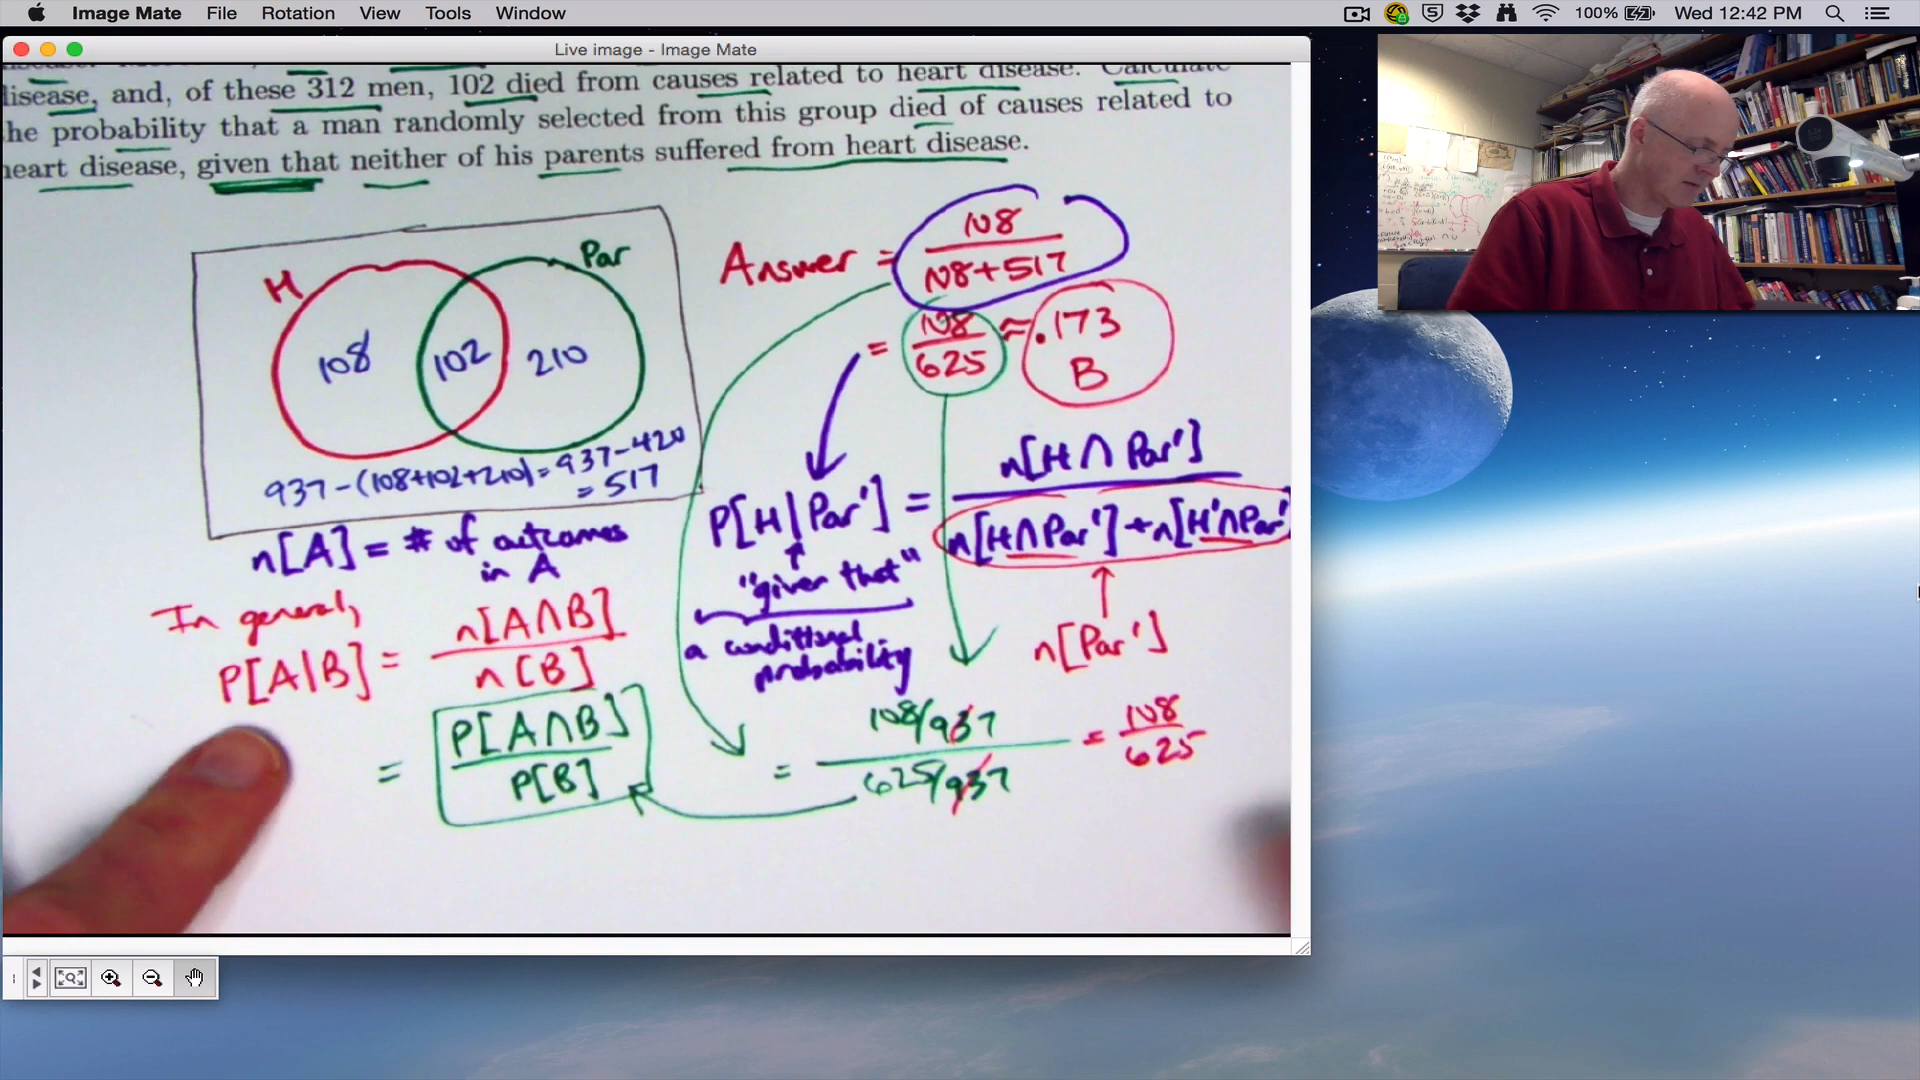 Image Mate File Rotation View Tools Window 100% Wed 12:42 PM
Live image - Image Mate
disease, and, of these 312 men, 102 died from causes related to heart disease. Calculate
the probability that a man randomly selected from this group died of causes related to
heart disease, given that neither of his parents suffered from heart disease.
H Par
108 102 210
937-(108+102+210)=937-420
=517
Answer = 108
108+517
= 108/625 ≈ .173
B
n[A] = # of outcomes
in A
P[H|Par'] = n[H∩Par']
n[H∩Par']+n[H'∩Par'
"given that"
a conditional
probability
n[Par']
In general,
P[A|B] = n[A∩B]
n[B]
= P[A∩B]
P[B]
= 108/937 = 108
625/937 625